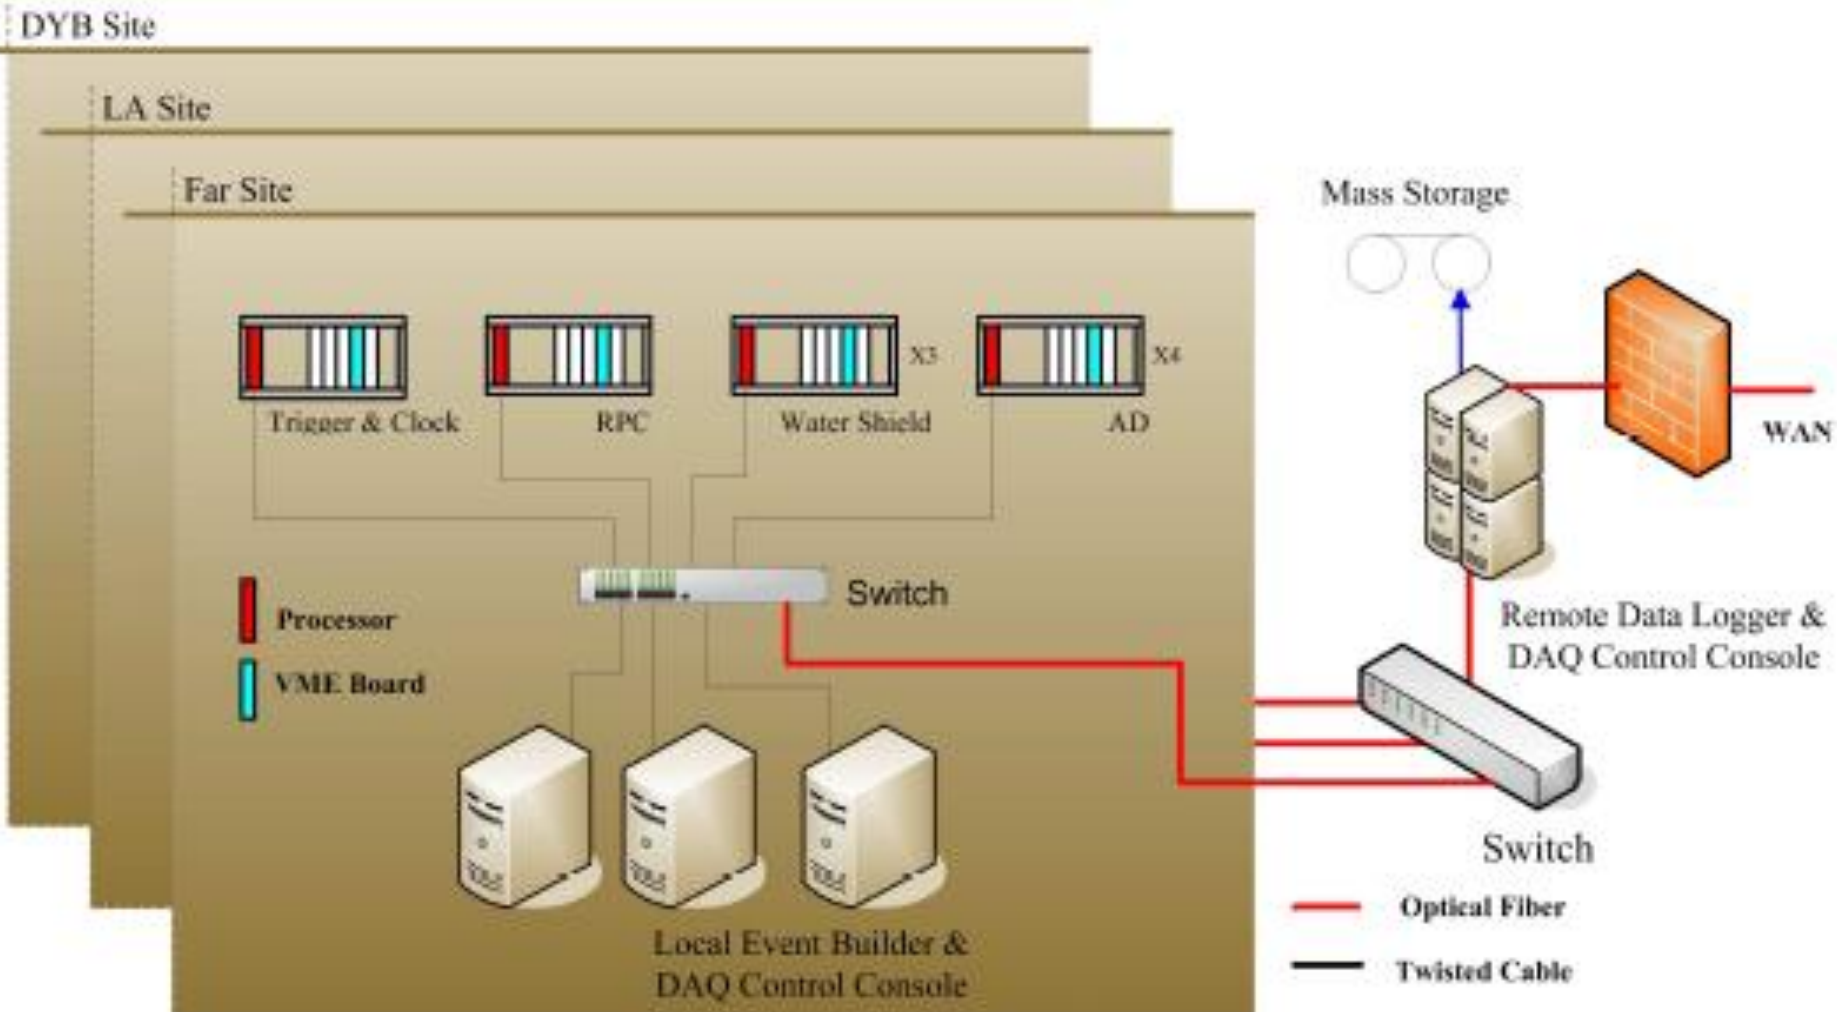 DYB Site
LA Site
Far Site
Mass Storage
X3
X4
Trigger & Clock
RPC
Water Shield
AD
WAN
Switch
Processor
VME Board
Remote Data Logger &
DAQ Control Console
Switch
Optical Fiber
Local Event Builder &
DAQ Control Console
Twisted Cable